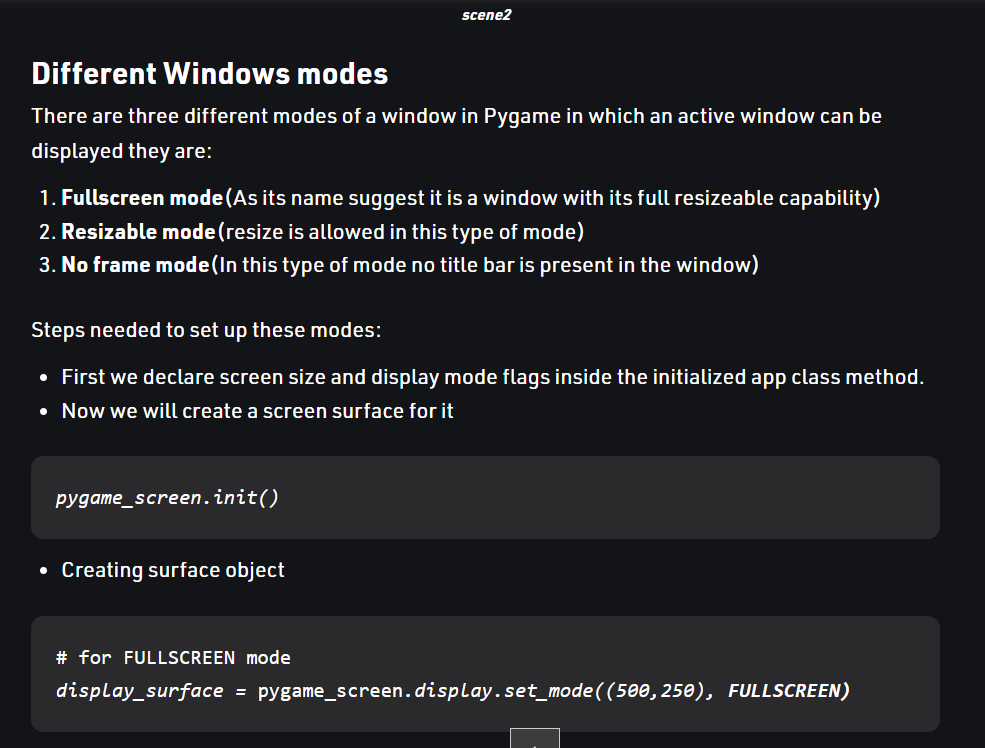 scene2
Different Windows modes
There are three different modes of a window in Pygame in which an active window can be
displayed they are:
1. Fullscreen mode(As its name suggest it is a window with its full resizeable capability)
2. Resizable mode(resize is allowed in this type of mode)
3. No frame mode(In this type of mode no title bar is present in the window)
Steps needed to set up these modes:
• First we declare screen size and display mode flags inside the initialized app class method.
• Now we will create a screen surface for it
pygame_screen.init()
• Creating surface object
# for FULLSCREEN mode
display_surface = pygame_screen.display.set_mode((500,250), FULLSCREEN)